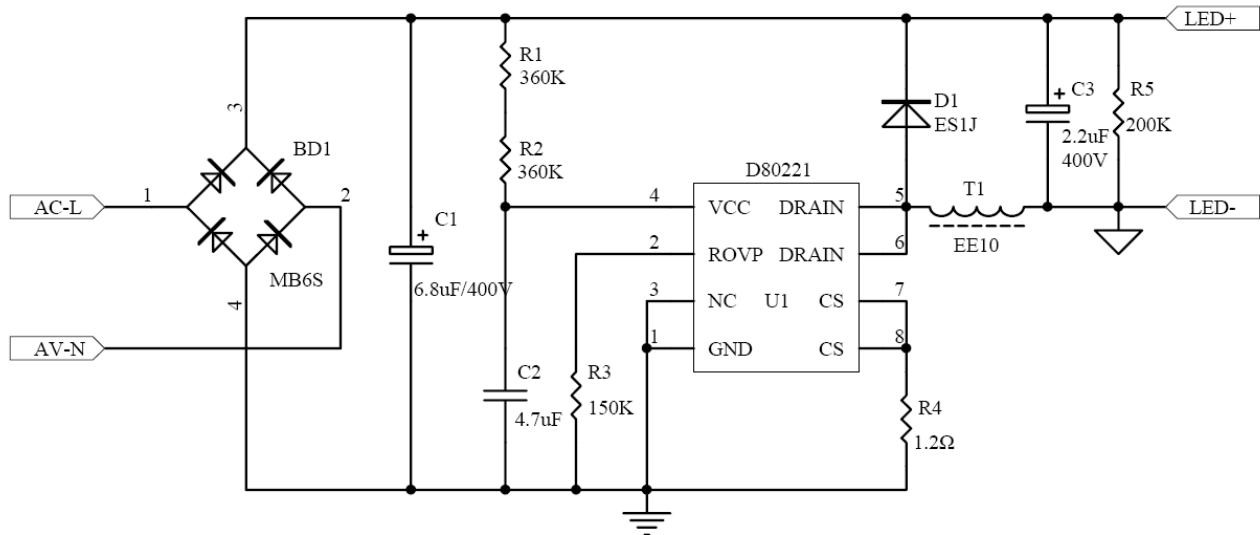 LED+
R1
360K
D1
ES1J
C3
2.2uF
400V
R5
200K
3
BD1
R2
360K
D80221
AC-L
1
2
4
VCC
DRAIN
5
T1
LED-
C1
6.8uF/400V
2
ROVP
DRAIN
6
EE10
MB6S
4
3
NC
U1
CS
7
AV-N
1
GND
CS
8
C2
4.7uF
R3
150K
R4
1.2Ω